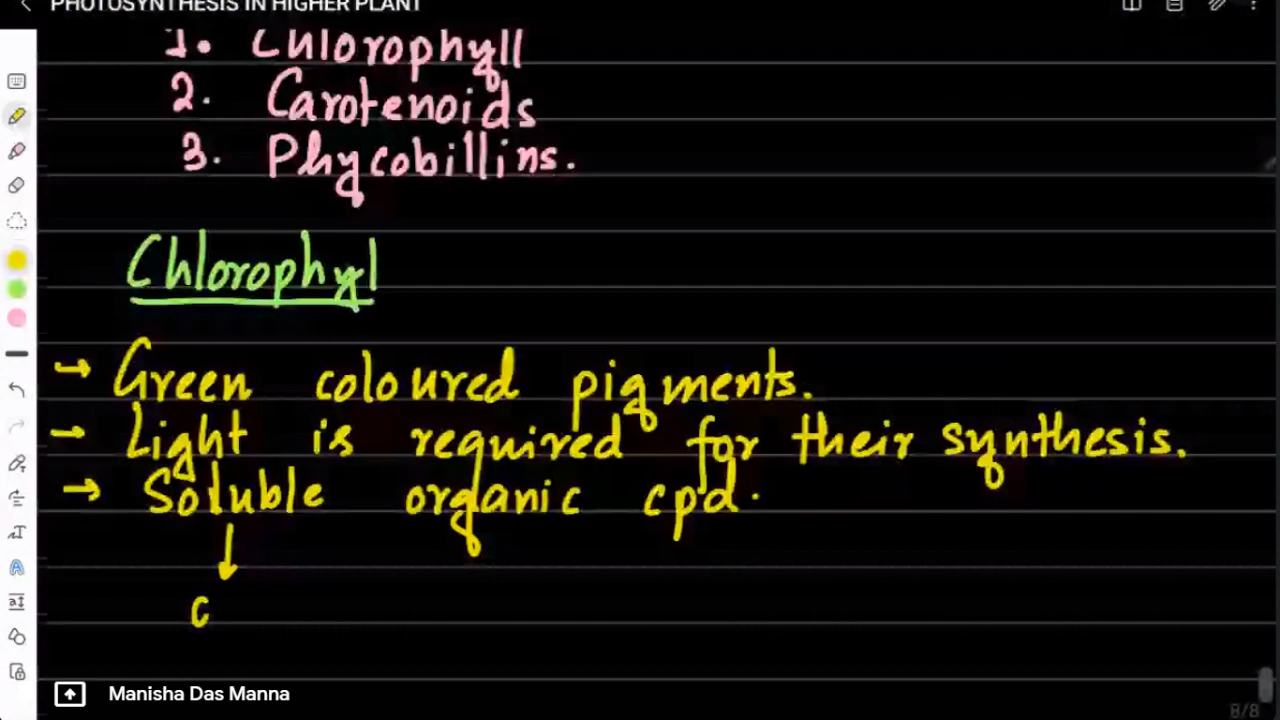 PHOTOSYNTHESIS IN HIGHER PLANT
1. Chlorophyll
2. Carotenoids
3. Phycobillins.
Chlorophyl
→ Green coloured pigments.
→ Light is required for their synthesis.
→ Soluble organic cpd.
↓
C
Manisha Das Manna
8/8